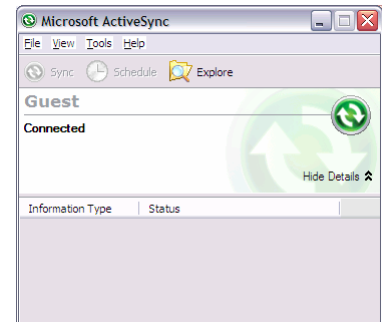 Microsoft ActiveSync
File View Tools Help
Sync Schedule Explore
Guest
Connected
Hide Details
Information Type Status